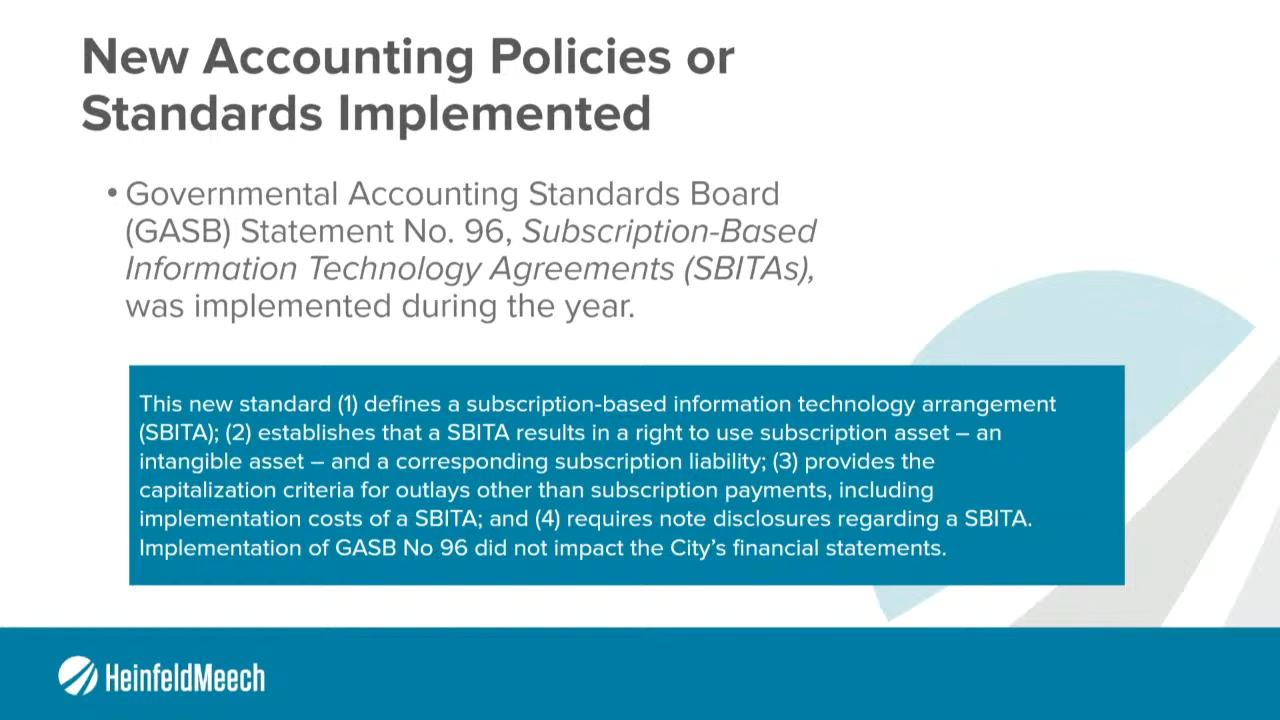 New Accounting Policies or
Standards Implemented
• Governmental Accounting Standards Board
(GASB) Statement No. 96, Subscription-Based
Information Technology Agreements (SBITAs),
was implemented during the year.
This new standard (1) defines a subscription-based information technology arrangement
(SBITA); (2) establishes that a SBITA results in a right to use subscription asset – an
intangible asset – and a corresponding subscription liability; (3) provides the
capitalization criteria for outlays other than subscription payments, including
implementation costs of a SBITA; and (4) requires note disclosures regarding a SBITA.
Implementation of GASB No 96 did not impact the City’s financial statements.
HeinfeldMeech